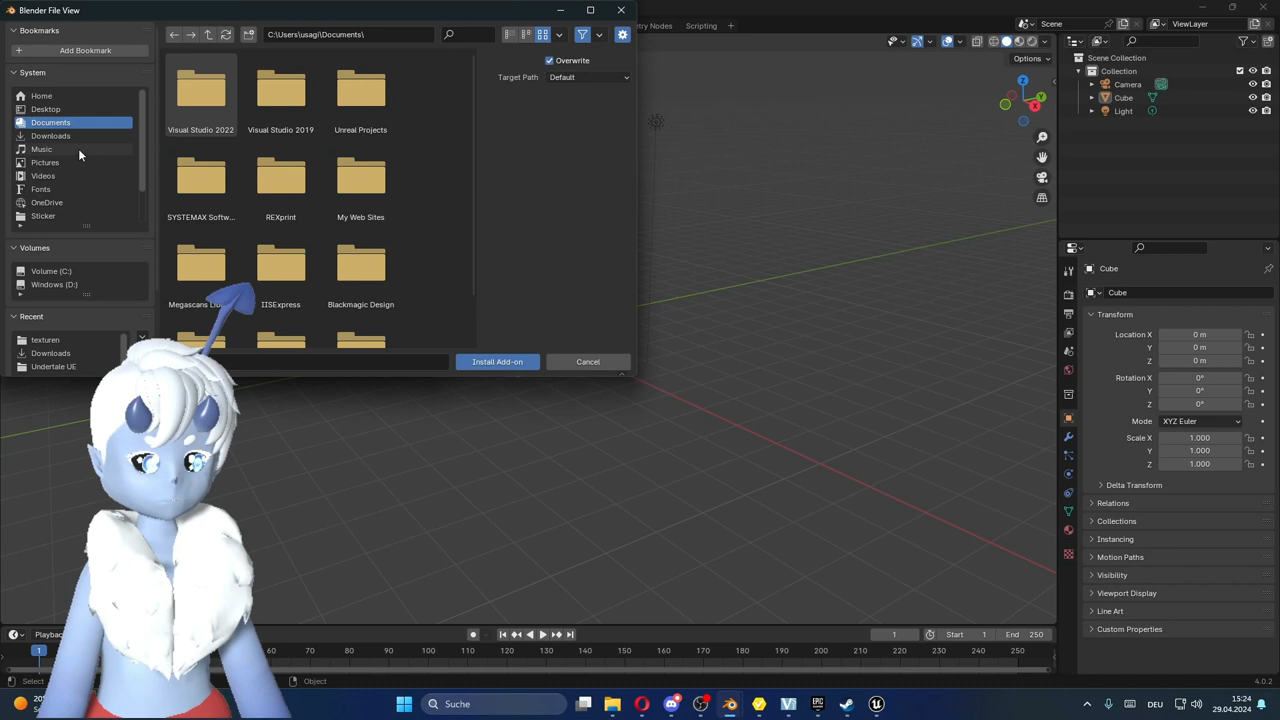 Blender File View
Bookmarks
Add Bookmark
System
Home
Desktop
Documents
Downloads
Music
Pictures
Videos
Fonts
OneDrive
Sticker
Volumes
Volume (C:)
Windows (D:)
Recent
texturen
Downloads
Undertale UE
C:\Users\usagi\Documents\
Visual Studio 2022
Visual Studio 2019
Unreal Projects
SYSTEMAX Softw...
REXprint
My Web Sites
Megascans
IISExpress
Blackmagic Design
Overwrite
Target Path
Default
Install Add-on
Cancel
Nodes
Scripting
Scene
ViewLayer
Options
Z
Y
Scene Collection
Collection
Camera
Cube
Light
Cube
Cube
Transform
Location X
0 m
Y
0 m
Z
0 m
Rotation X
0°
Y
0°
Z
0°
Mode
XYZ Euler
Scale X
1.000
Y
1.000
Z
1.000
Delta Transform
Relations
Collections
Instancing
Motion Paths
Visibility
Viewport Display
Line Art
Custom Properties
1
Start
1
End
250
1
60
70
80
90
100
110
120
130
140
150
160
170
180
190
200
210
220
230
240
250
Select
Object
4.0.2
20°
Suche
DEU
15:24
29.04.2024